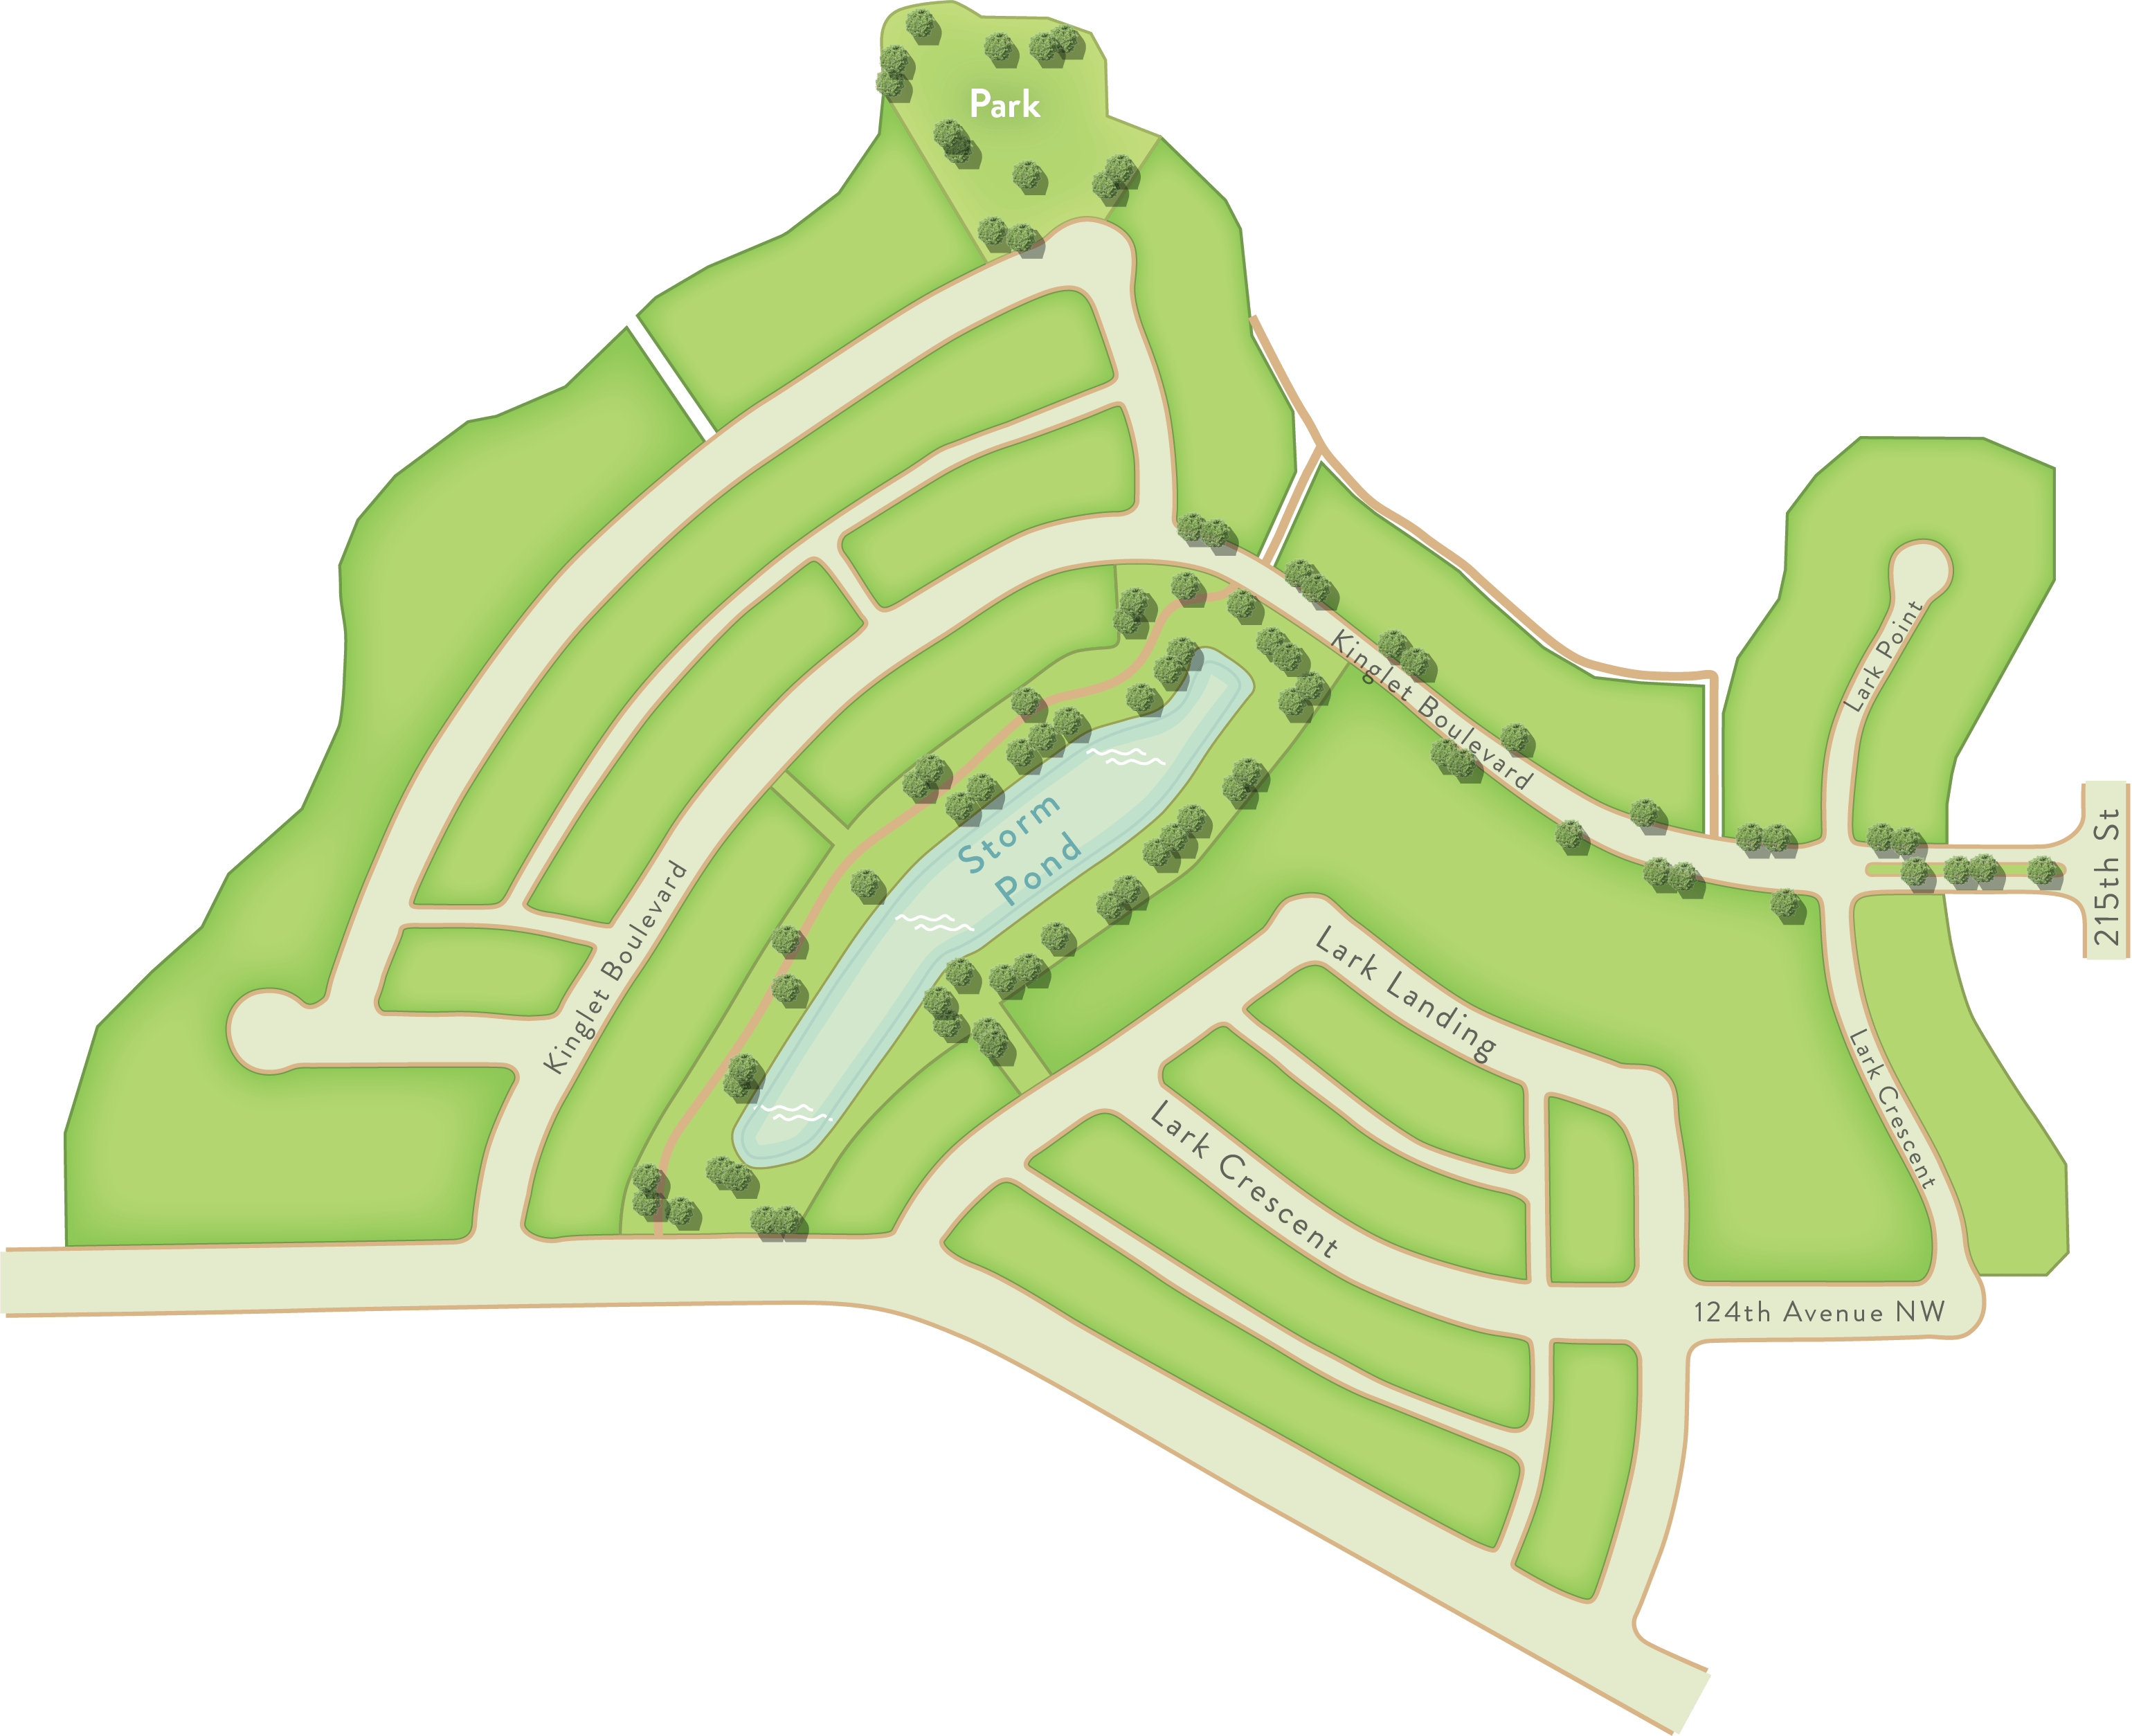 Park
Kinglet Boulevard
Lark Point
Storm
Pond
215th St
Kinglet Boulevard
Lark Landing
Lark Crescent
Lark Crescent
124th Avenue NW